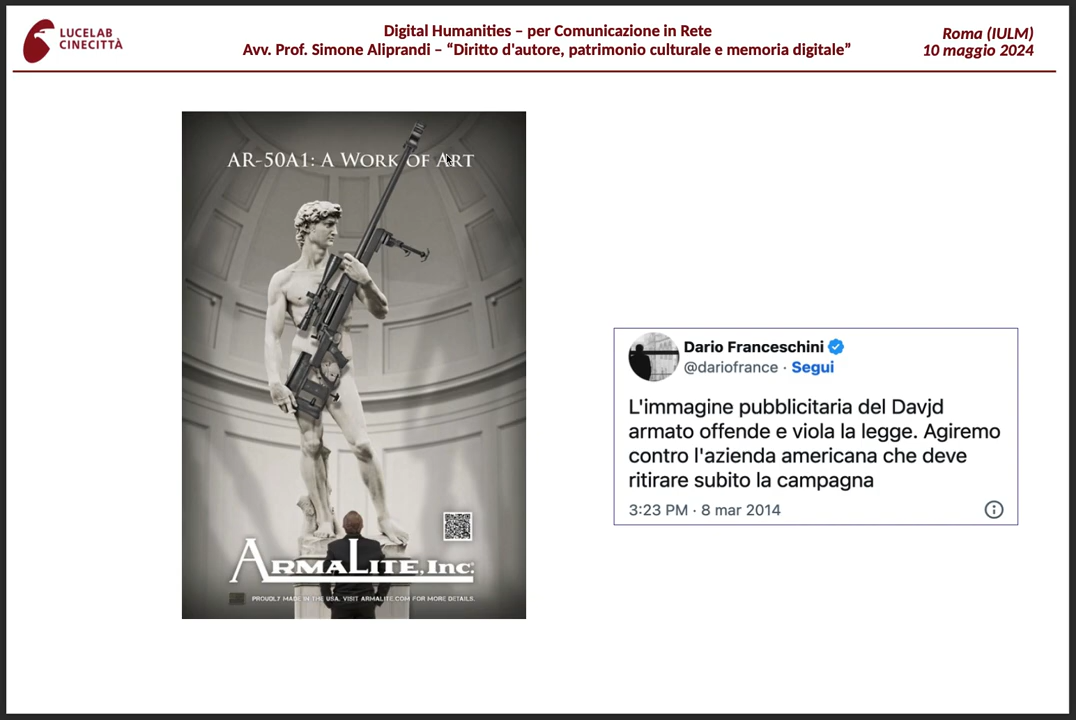 LUCELAB
CINECITTÀ
Digital Humanities – per Comunicazione in Rete
Avv. Prof. Simone Aliprandi – “Diritto d'autore, patrimonio culturale e memoria digitale”
Roma (IULM)
10 maggio 2024
AR-50A1: A Work of Art
ArmaLite, Inc.
PROUDLY MADE IN THE USA. VISIT ARMALITE.COM FOR MORE DETAILS.
Dario Franceschini
@dariofrance · Segui
L'immagine pubblicitaria del Davjd
armato offende e viola la legge. Agiremo
contro l'azienda americana che deve
ritirare subito la campagna
3:23 PM · 8 mar 2014